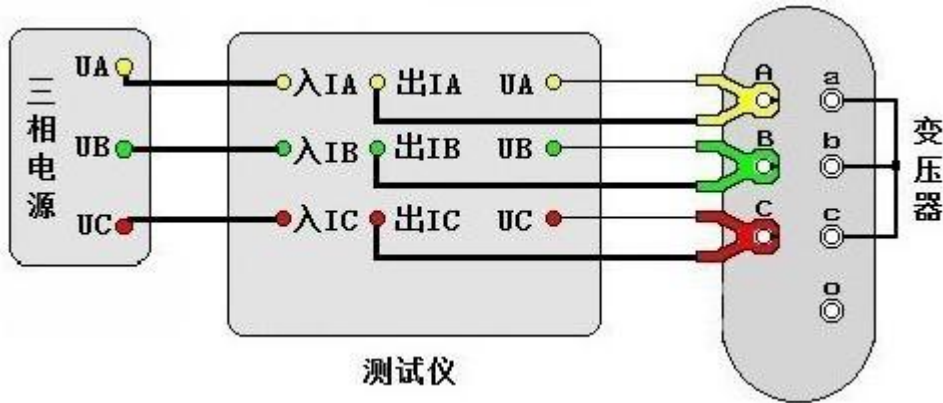 三相电源
UA
UB
UC
入IA 出IA UA
入IB 出IB UB
入IC 出IC UC
测试仪
A a
B b
C c
o
变压器